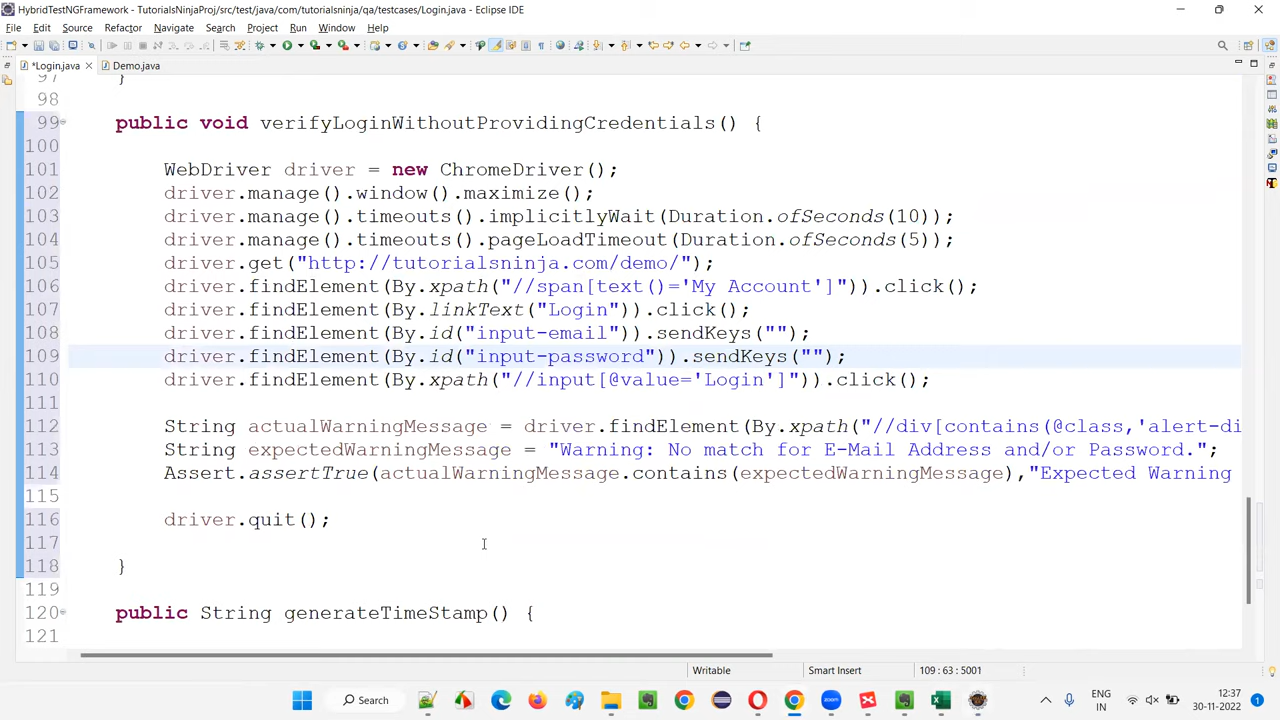 HybridTestNGFramework - TutorialsNinjaProj/src/test/java/com/tutorialsninja/qa/testcases/Login.java - Eclipse IDE
File Edit Source Refactor Navigate Search Project Run Window Help
*Login.java Demo.java
97 }
98
99 public void verifyLoginWithoutProvidingCredentials() {
100
101 WebDriver driver = new ChromeDriver();
102 driver.manage().window().maximize();
103 driver.manage().timeouts().implicitlyWait(Duration.ofSeconds(10));
104 driver.manage().timeouts().pageLoadTimeout(Duration.ofSeconds(5));
105 driver.get("http://tutorialsninja.com/demo/");
106 driver.findElement(By.xpath("//span[text()='My Account']")).click();
107 driver.findElement(By.linkText("Login")).click();
108 driver.findElement(By.id("input-email")).sendKeys("");
109 driver.findElement(By.id("input-password")).sendKeys("");
110 driver.findElement(By.xpath("//input[@value='Login']")).click();
111
112 String actualWarningMessage = driver.findElement(By.xpath("//div[contains(@class,'alert-di
113 String expectedWarningMessage = "Warning: No match for E-Mail Address and/or Password.";
114 Assert.assertTrue(actualWarningMessage.contains(expectedWarningMessage),"Expected Warning
115
116 driver.quit();
117
118 }
119
120 public String generateTimeStamp() {
121
Writable Smart Insert 109 : 63 : 5001
Search ENG IN 12:37 30-11-2022 1